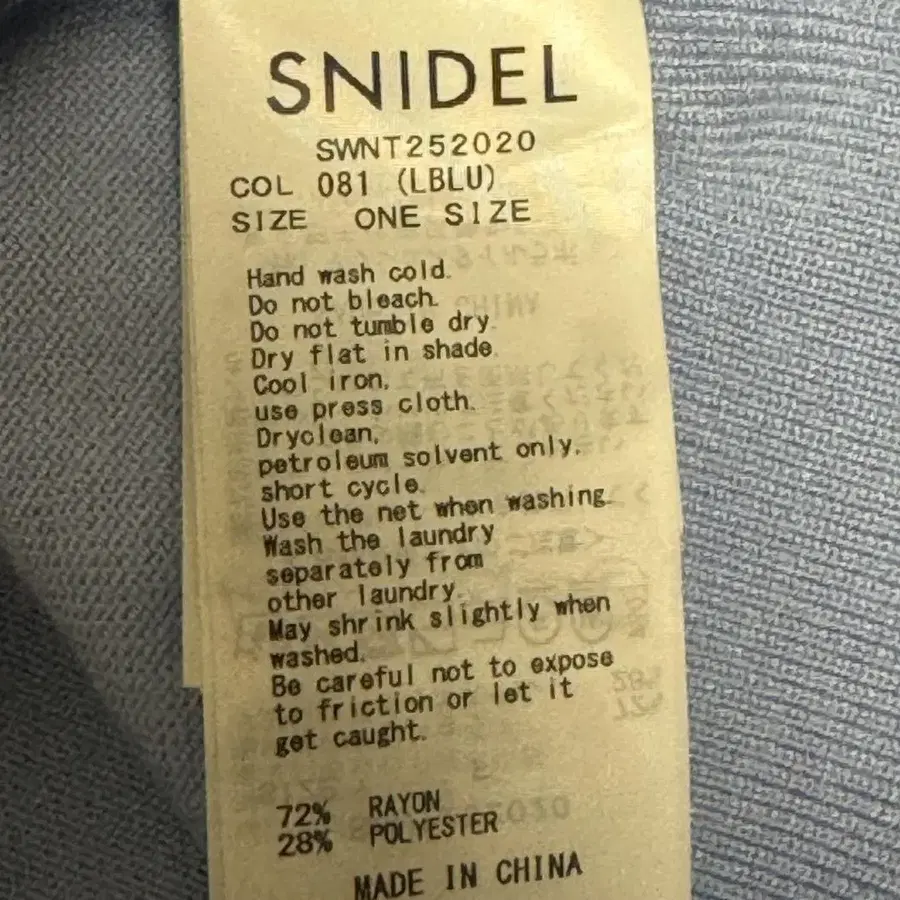 SNIDEL
SWNT252020
COL 081 (LBLU)
SIZE ONE SIZE
Hand wash cold.
Do not bleach.
Do not tumble dry.
Dry flat in shade.
Cool iron,
use press cloth.
Dryclean,
petroleum solvent only,
short cycle.
Use the net when washing.
Wash the laundry
separately from
other laundry.
May shrink slightly when
washed.
Be careful not to expose
to friction or let it
get caught.
72% RAYON
28% POLYESTER
MADE IN CHINA